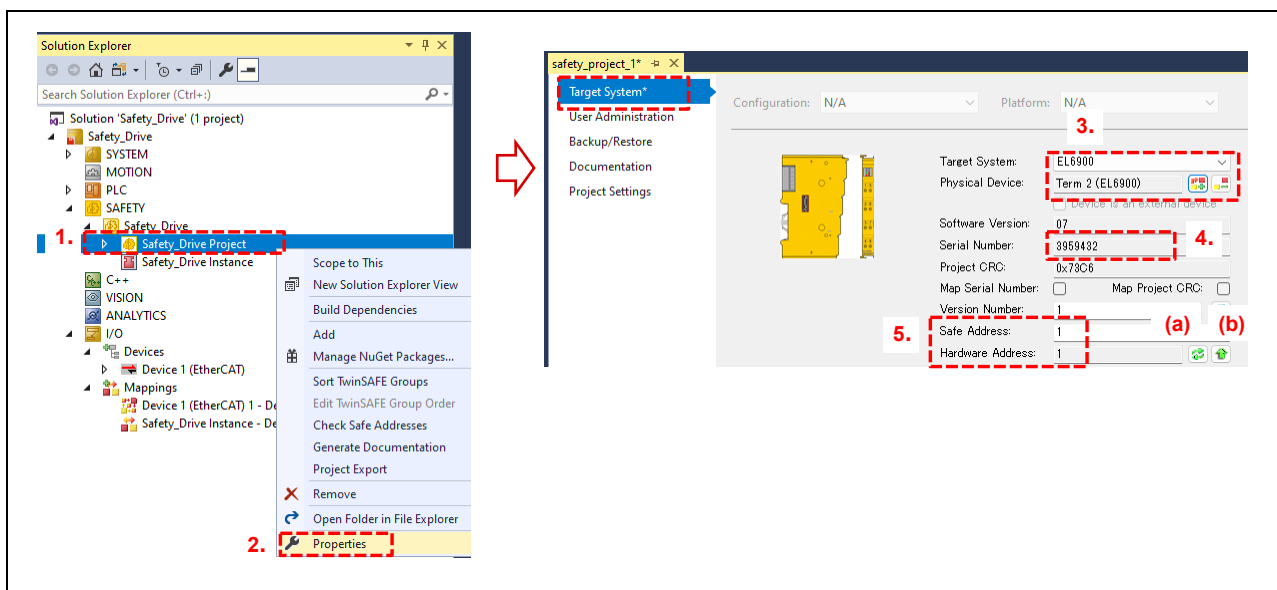 Solution Explorer
Search Solution Explorer (Ctrl+:)
Solution 'Safety_Drive' (1 project)
Safety_Drive
SYSTEM
MOTION
PLC
SAFETY
Safety_Drive
1.
Safety_Drive Project
Safety_Drive Instance
C++
VISION
ANALYTICS
I/O
Devices
Device 1 (EtherCAT)
Mappings
Device 1 (EtherCAT) 1 - De
Safety_Drive Instance - De
Scope to This
New Solution Explorer View
Build Dependencies
Add
Manage NuGet Packages...
Sort TwinSAFE Groups
Edit TwinSAFE Group Order
Check Safe Addresses
Generate Documentation
Project Export
Remove
Open Folder in File Explorer
2.
Properties
safety_project_1*
Target System*
User Administration
Backup/Restore
Documentation
Project Settings
Configuration: N/A Platform: N/A
3.
Target System: EL6900
Physical Device: Term 2 (EL6900)
Device is an external device
Software Version: 07
Serial Number: 3959432 4.
Project CRC: 0x73C6
Map Serial Number: Map Project CRC:
Version Number: 1
5. Safe Address: 1 (a) (b)
Hardware Address: 1